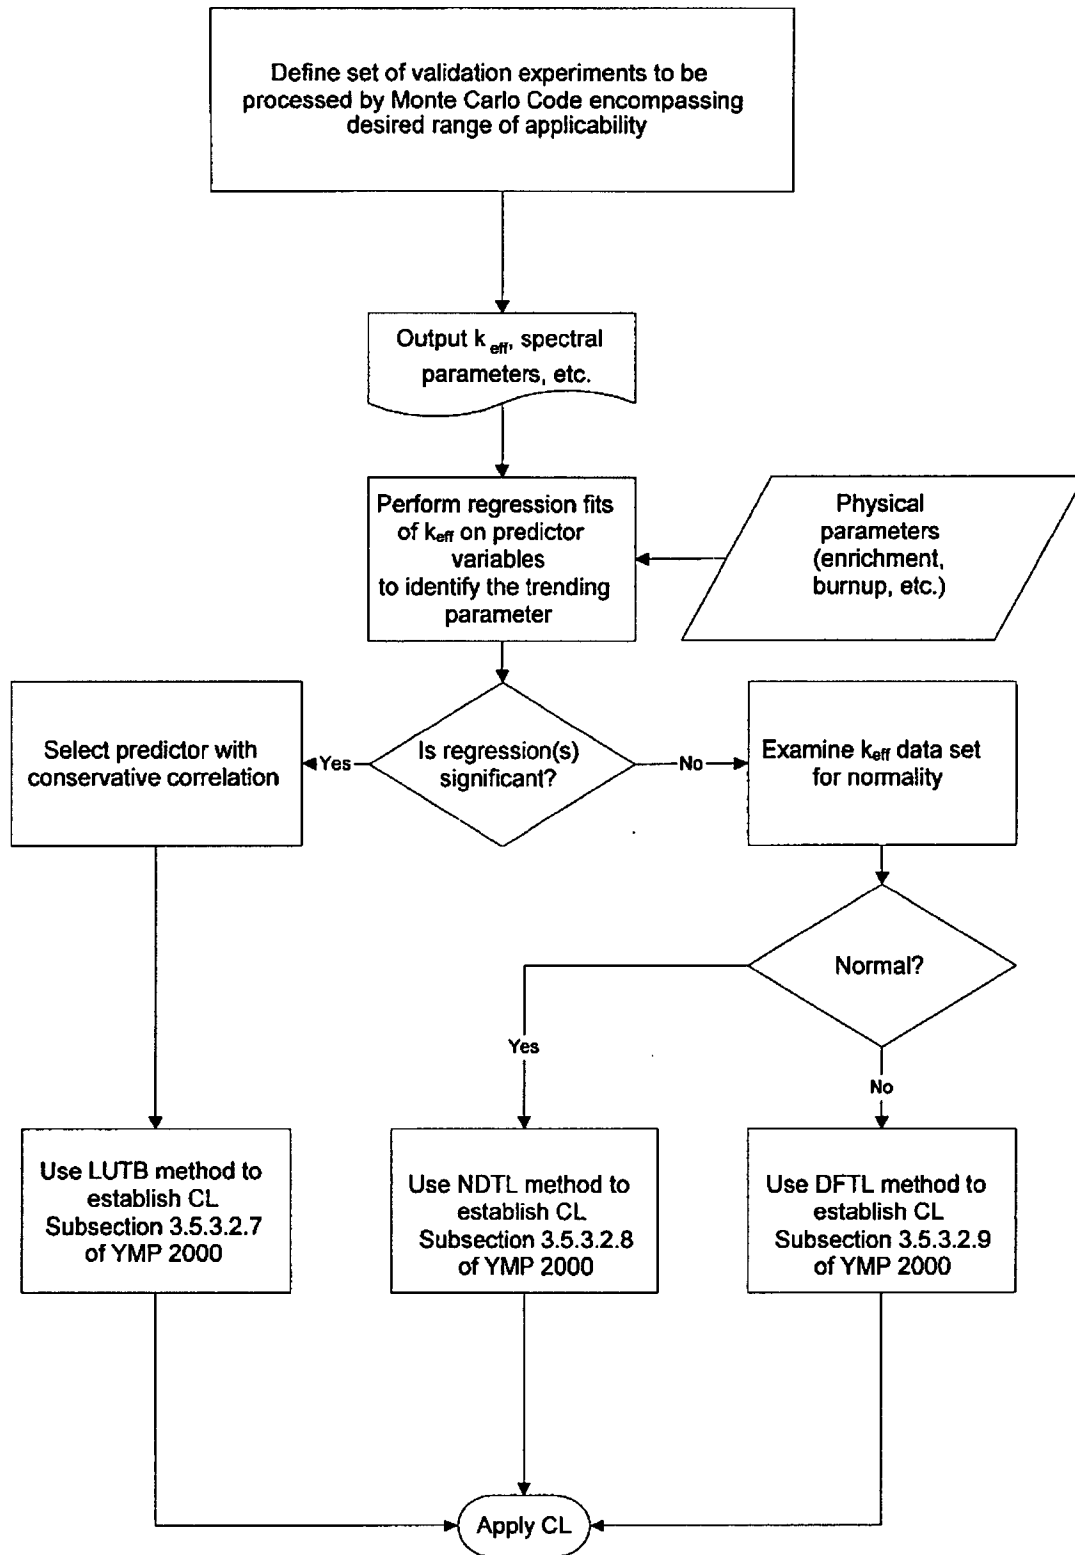 Define set of validation experiments to be
processed by Monte Carlo Code encompassing
desired range of applicability
Output k eff, spectral
parameters, etc.
Perform regression fits
of keff on predictor
variables
to identify the trending
parameter
Physical
parameters
(enrichment,
burnup, etc.)
Select predictor with
conservative correlation
Yes
Is regression(s)
significant?
No
Examine keff data set
for normality
Normal?
Yes
No
Use LUTB method to
establish CL
Subsection 3.5.3.2.7
of YMP 2000
Use NDTL method to
establish CL
Subsection 3.5.3.2.8
of YMP 2000
Use DFTL method to
establish CL
Subsection 3.5.3.2.9
of YMP 2000
Apply CL